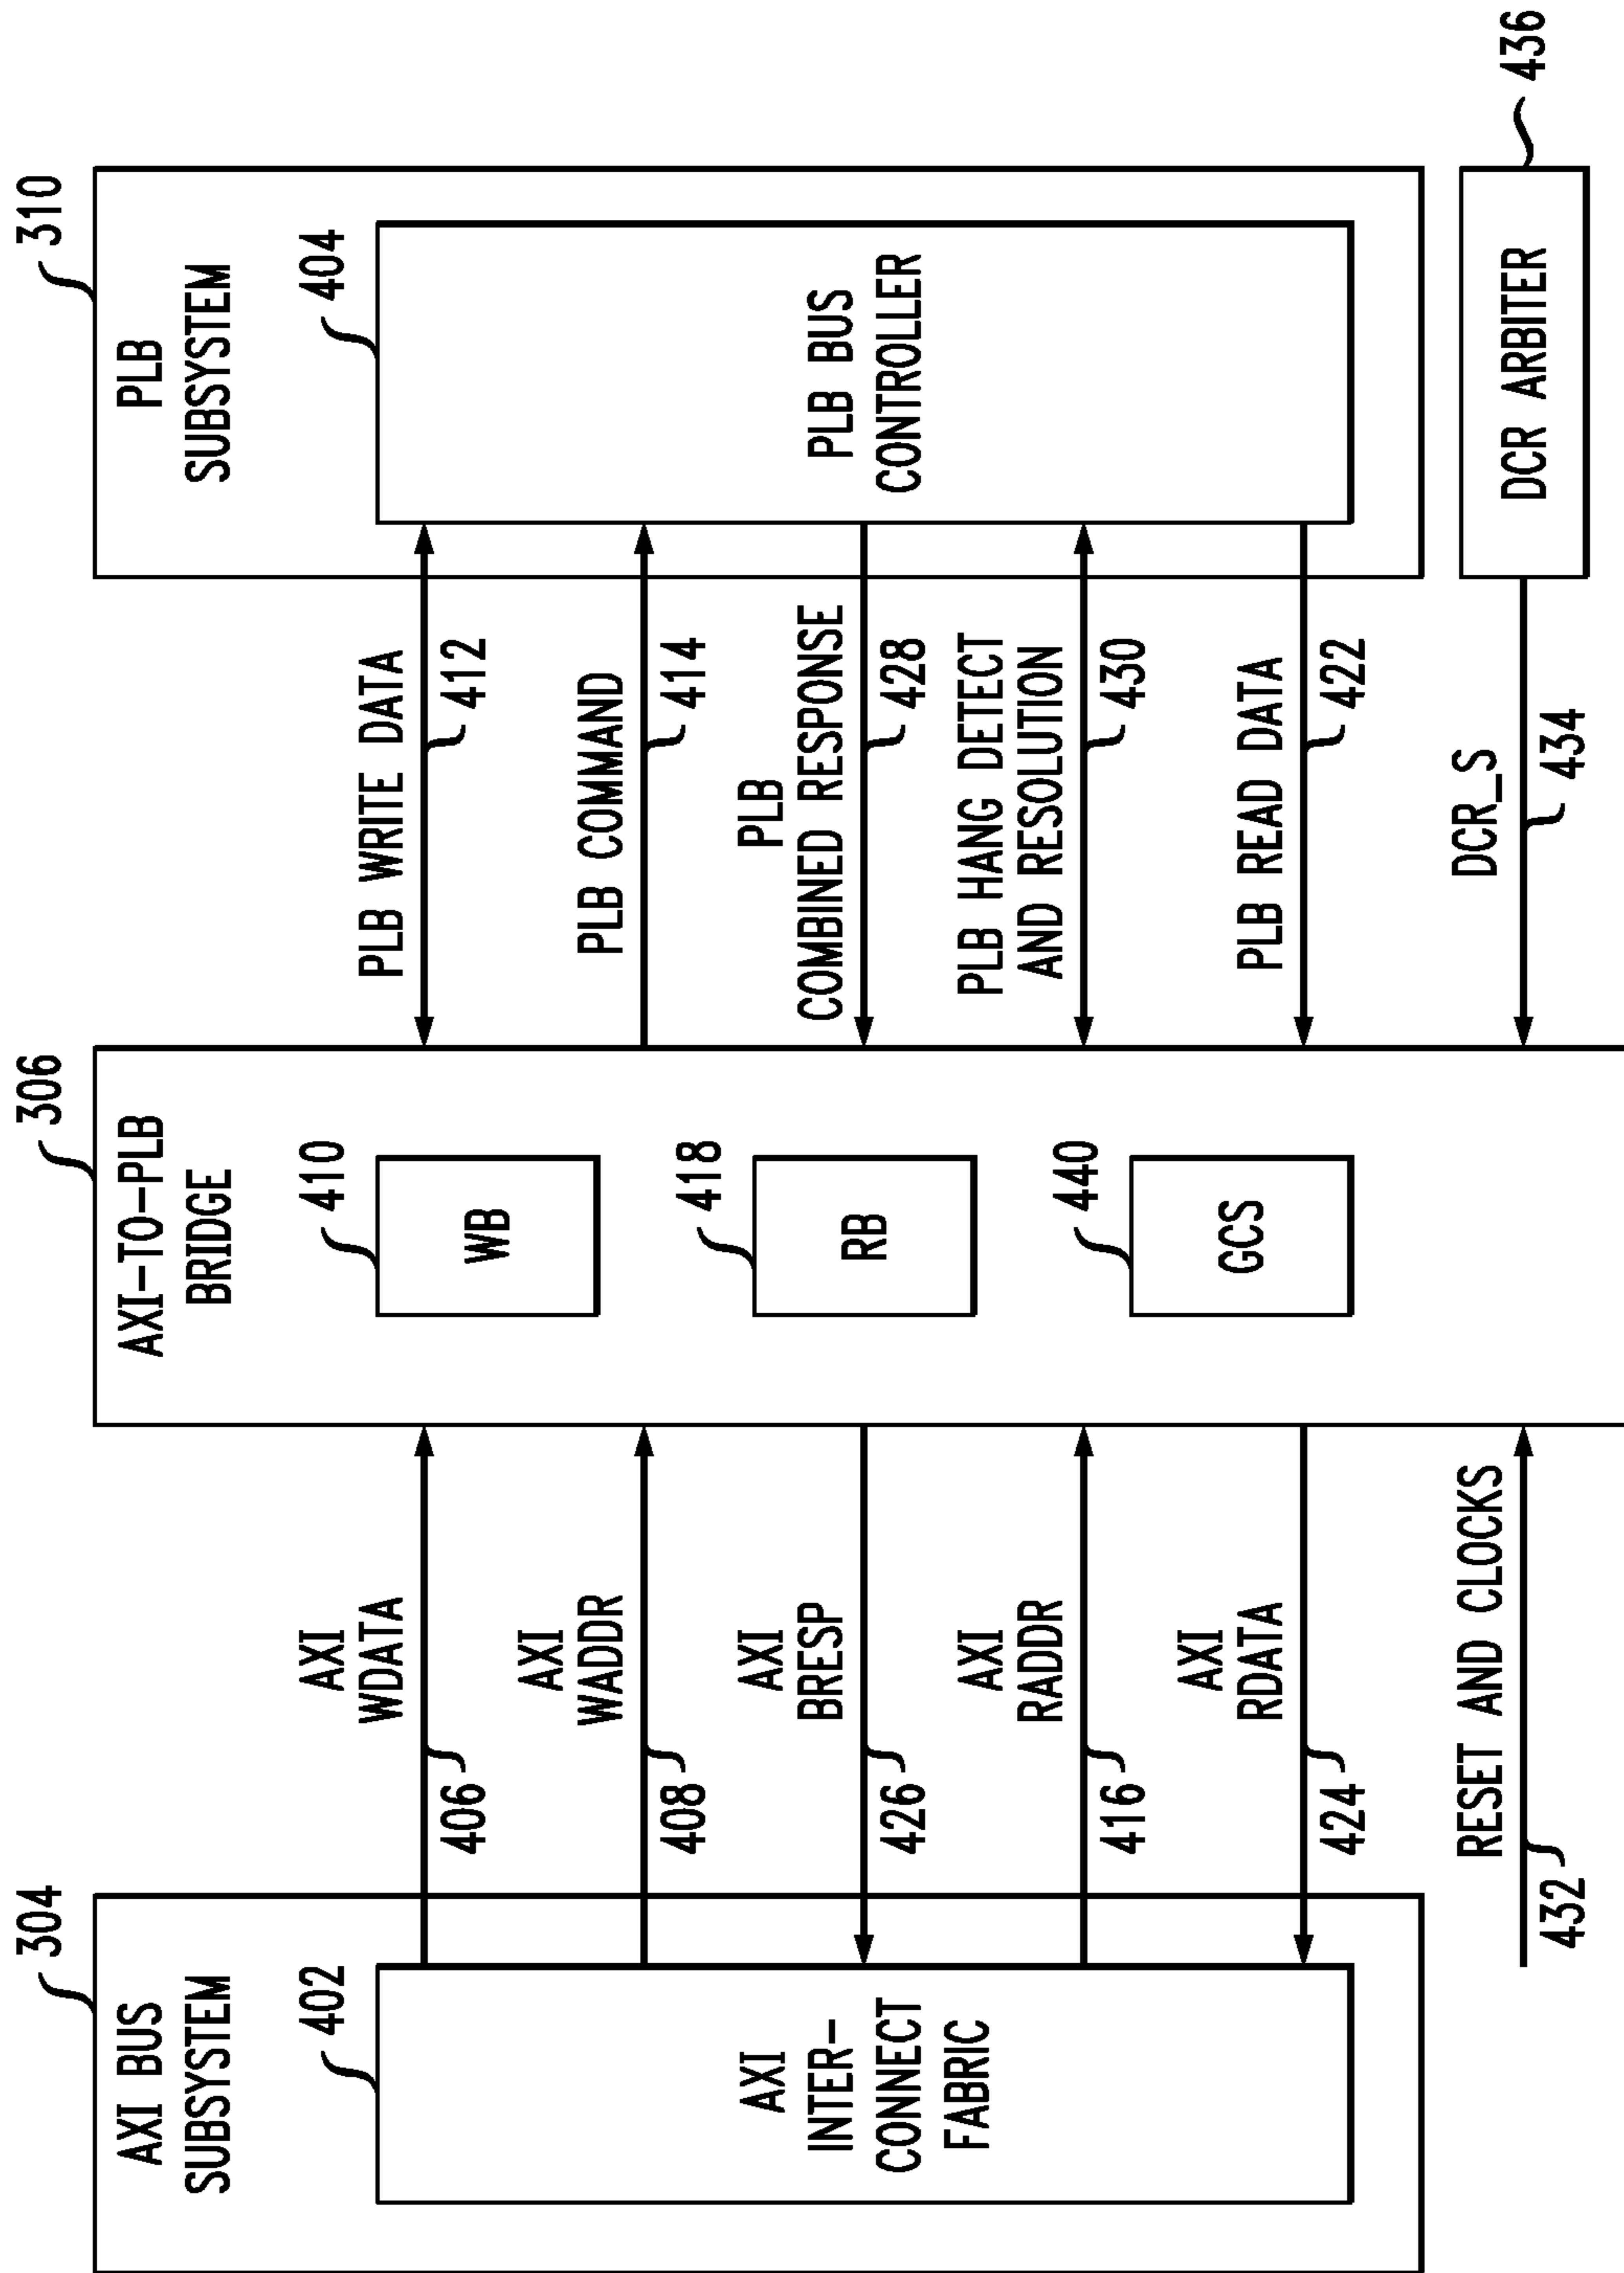 304
AXI BUS
SUBSYSTEM
402
AXI
INTER-
CONNECT
FABRIC
AXI
WDATA
406
AXI
WADDR
408
AXI
BRESP
426
AXI
RADDR
416
AXI
RDATA
424
RESET AND CLOCKS
432
306
AXI-TO-PLB
BRIDGE
410
WB
418
RB
440
GCS
PLB WRITE DATA
412
PLB COMMAND
414
PLB
COMBINED RESPONSE
428
PLB HANG DETECT
AND RESOLUTION
430
PLB READ DATA
422
DCR_S
434
310
PLB
SUBSYSTEM
404
PLB BUS
CONTROLLER
DCR ARBITER
436